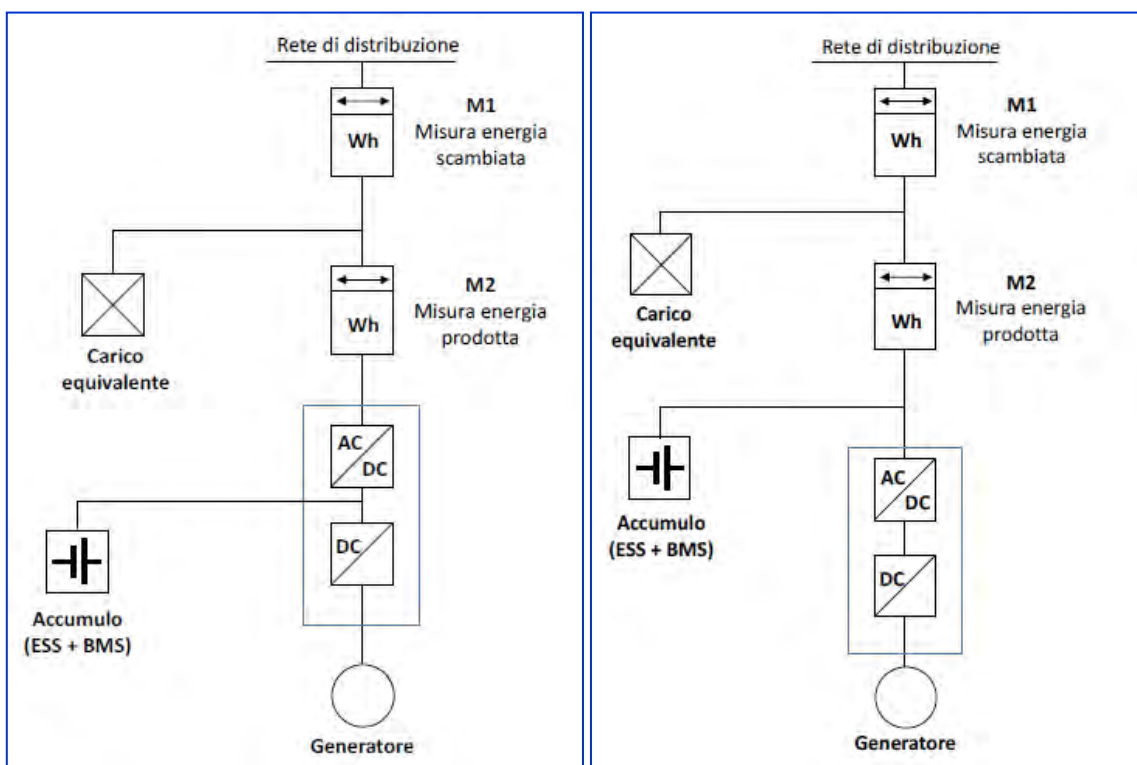 Rete di distribuzione
M1
Misura energia
scambiata
Wh
M2
Misura energia
prodotta
Wh
Carico
equivalente
AC
DC
DC
Accumulo
(ESS + BMS)
Generatore
Rete di distribuzione
M1
Misura energia
scambiata
Wh
Carico
equivalente
M2
Misura energia
prodotta
Wh
Accumulo
(ESS + BMS)
AC
DC
DC
Generatore